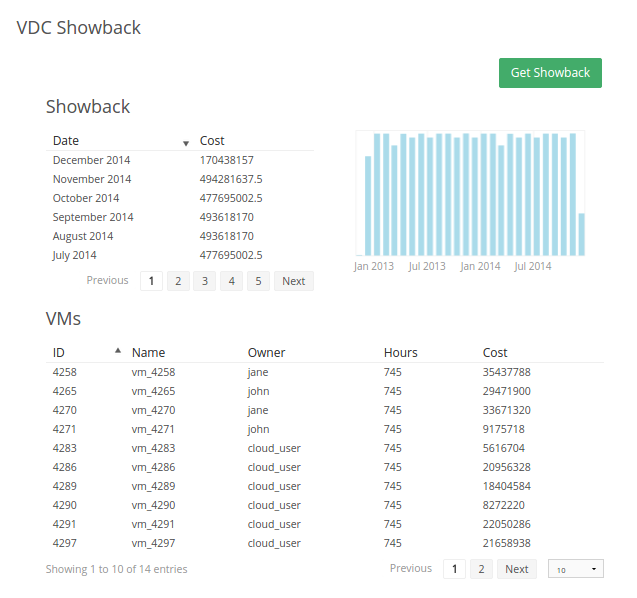 VDC Showback
Get Showback
Showback
Date Cost
December 2014 170438157
November 2014 494281637.5
October 2014 477695002.5
September 2014 493618170
August 2014 493618170
July 2014 477695002.5
Previous 1 2 3 4 5 Next
Jan 2013 Jul 2013 Jan 2014 Jul 2014
VMs
ID Name Owner Hours Cost
4258 vm_4258 jane 745 35437788
4265 vm_4265 john 745 29471900
4270 vm_4270 jane 745 33671320
4271 vm_4271 john 745 9175718
4283 vm_4283 cloud_user 745 5616704
4286 vm_4286 cloud_user 745 20956328
4289 vm_4289 cloud_user 745 18404584
4290 vm_4290 cloud_user 745 8272220
4291 vm_4291 cloud_user 745 22050286
4297 vm_4297 cloud_user 745 21658938
Showing 1 to 10 of 14 entries
Previous 1 2 Next 10